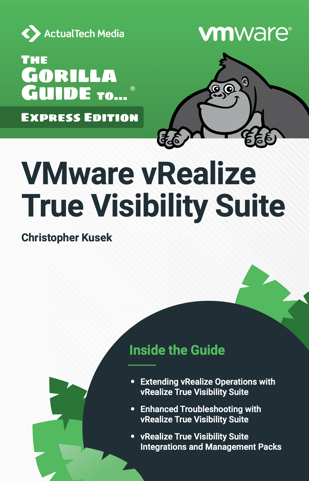 ActualTech Media
vmware®
THE
GORILLA
GUIDE TO...®
EXPRESS EDITION
VMware vRealize
True Visibility Suite
Christopher Kusek
Inside the Guide
• Extending vRealize Operations with
vRealize True Visibility Suite
• Enhanced Troubleshooting with
vRealize True Visibility Suite
• vRealize True Visibility Suite
Integrations and Management Packs